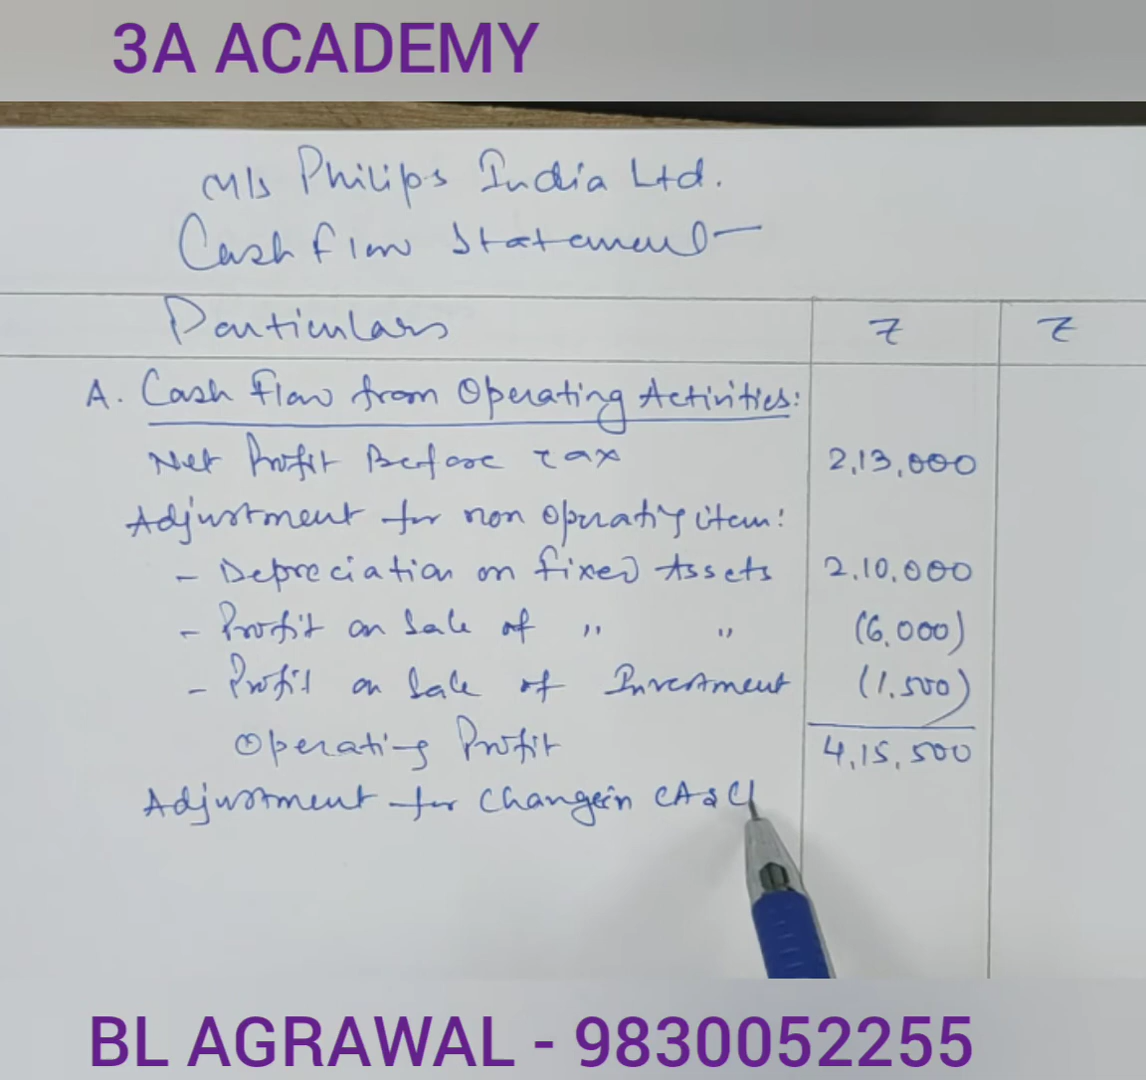 3A ACADEMY
M/s Philips India Ltd.
Cash flow Statement
Particulars ₹ ₹
A. Cash Flow from Operating Activities:
Net Profit Before Tax 2,13,000
Adjustment for non operating item:
- Depreciation on fixed Assets 2,10,000
- Profit on Sale of " " (6,000)
- Profit on Sale of Investment (1,500)
Operating Profit 4,15,500
Adjustment for change in CA & CL
BL AGRAWAL - 9830052255